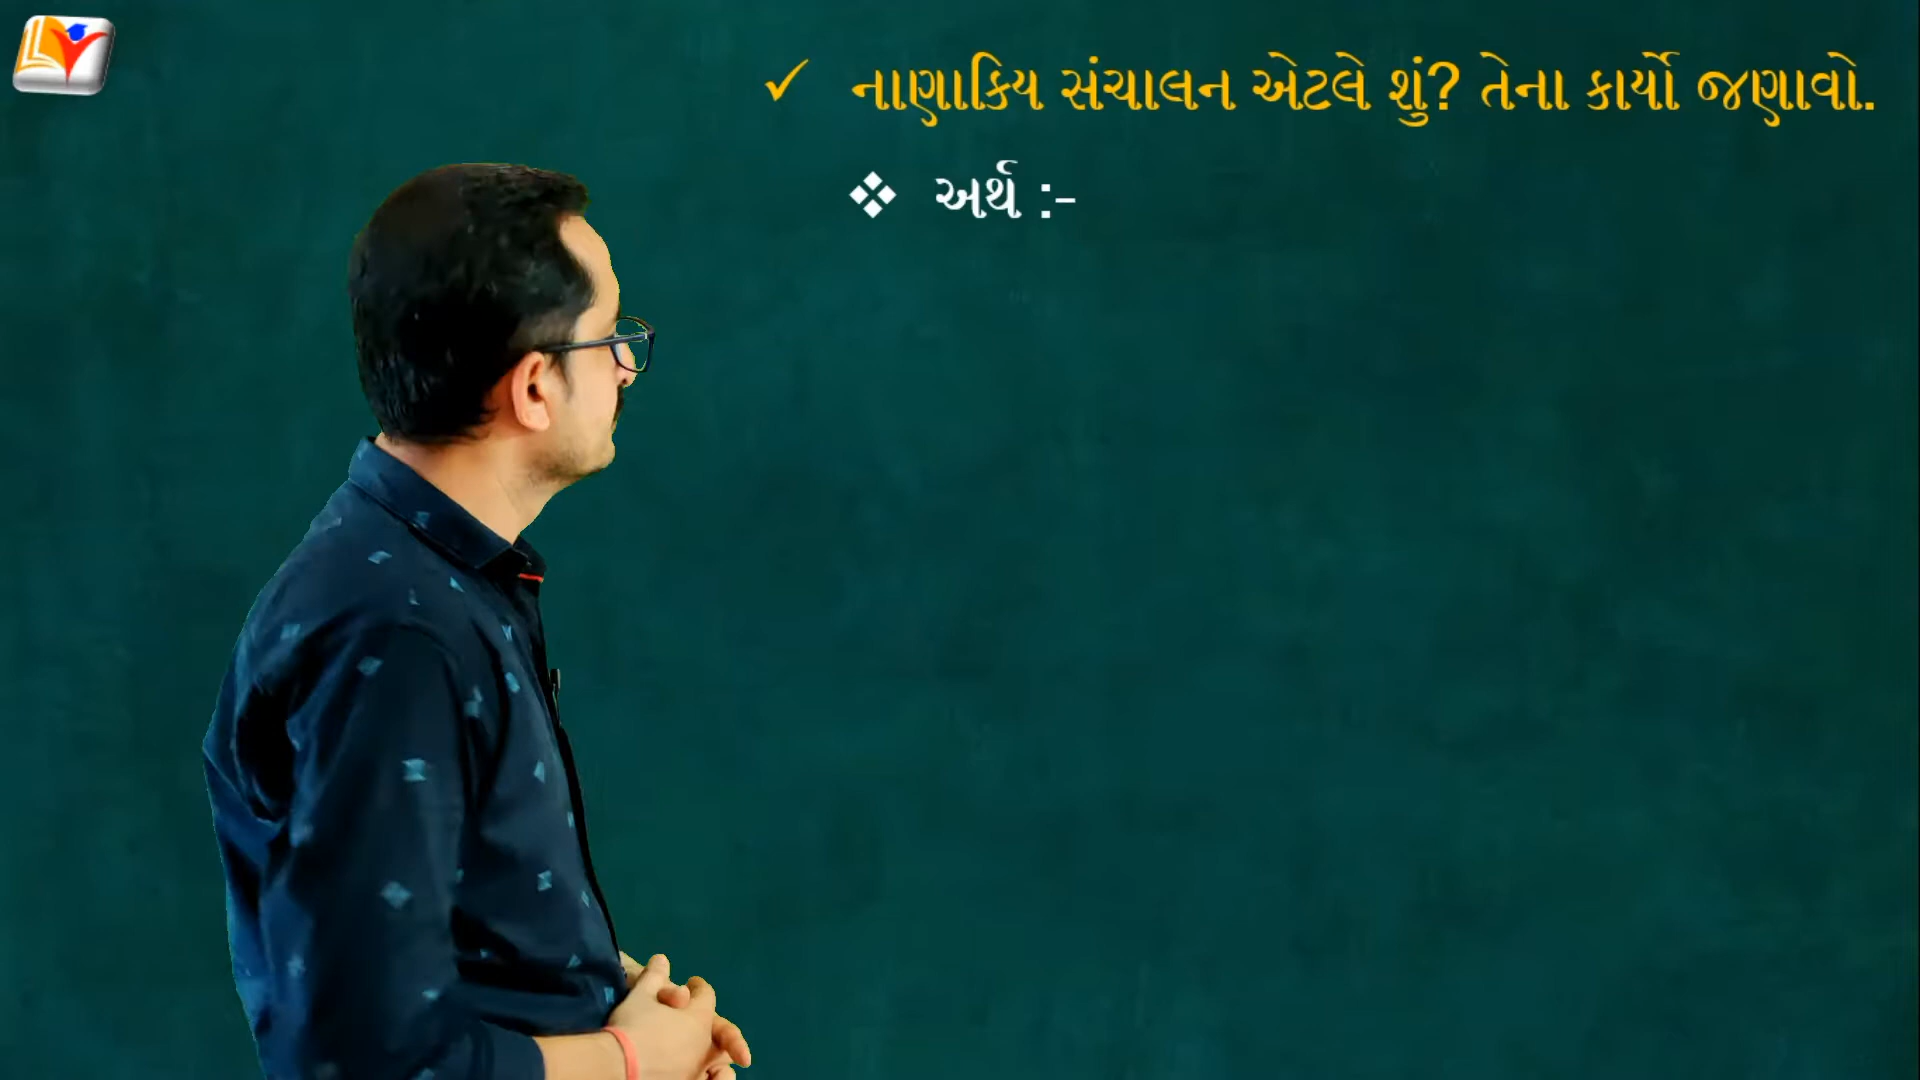 ✓ નાણાકિય સંચાલન એટલે શું? તેના કાર્યો જણાવો.
❖ અર્થ :-